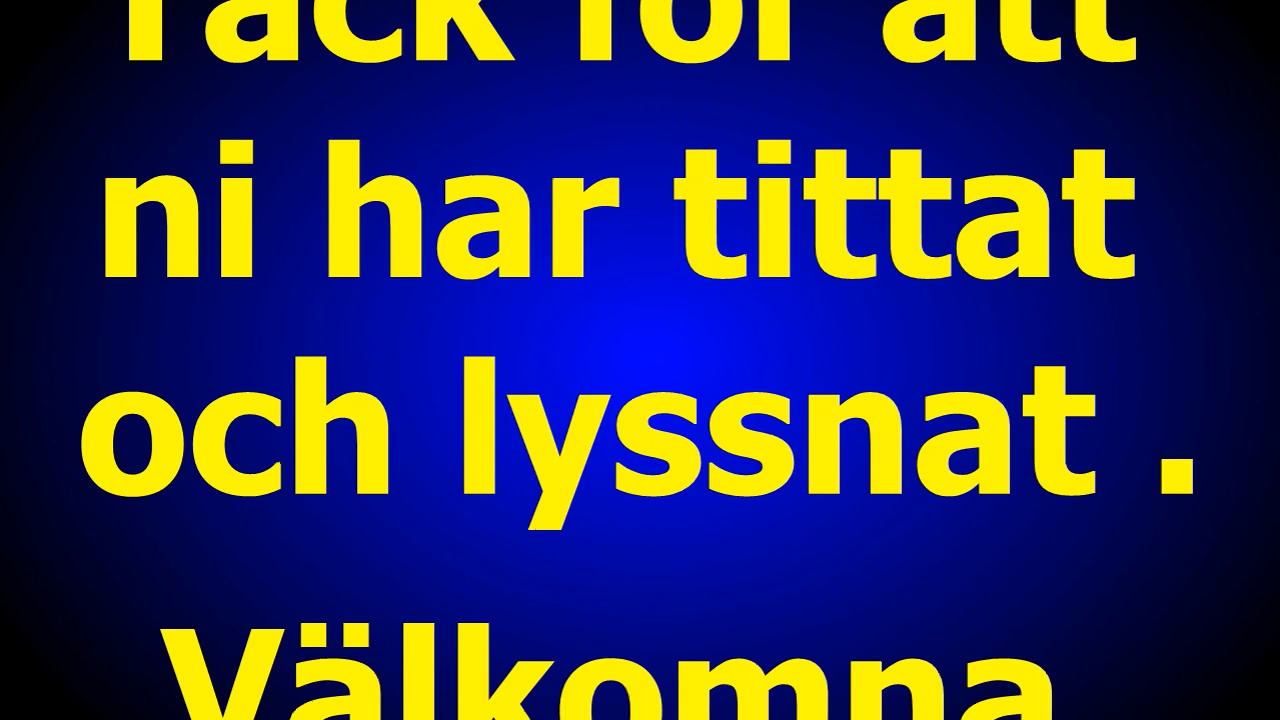 Tack för att
ni har tittat
och lyssnat .
Välkomna